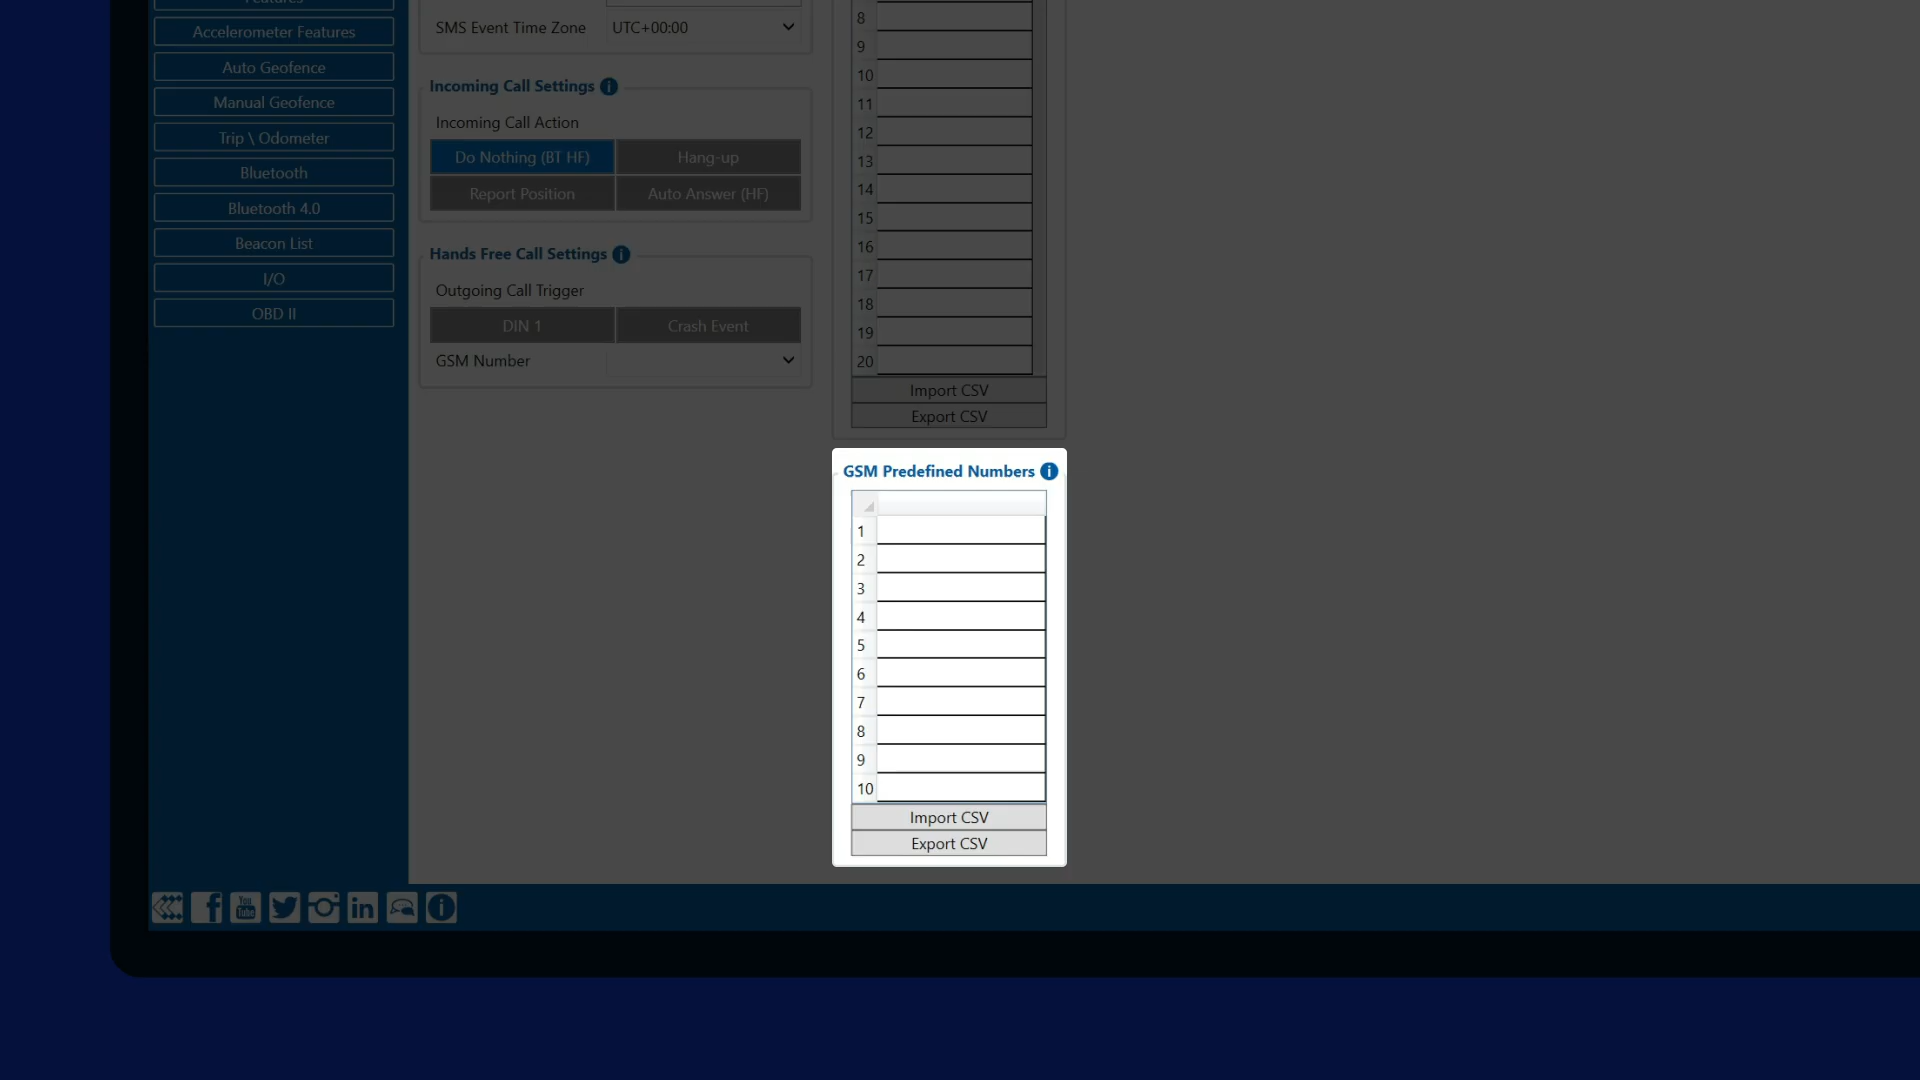 Features
Accelerometer Features
Auto Geofence
Manual Geofence
Trip \ Odometer
Bluetooth
Bluetooth 4.0
Beacon List
I/O
OBD II
SMS Event Time Zone UTC+00:00
Incoming Call Settings i
Incoming Call Action
Do Nothing (BT HF) Hang-up
Report Position Auto Answer (HF)
Hands Free Call Settings i
Outgoing Call Trigger
DIN 1 Crash Event
GSM Number
8
9
10
11
12
13
14
15
16
17
18
19
20
Import CSV
Export CSV
GSM Predefined Numbers i
1
2
3
4
5
6
7
8
9
10
Import CSV
Export CSV
f You Tube in i